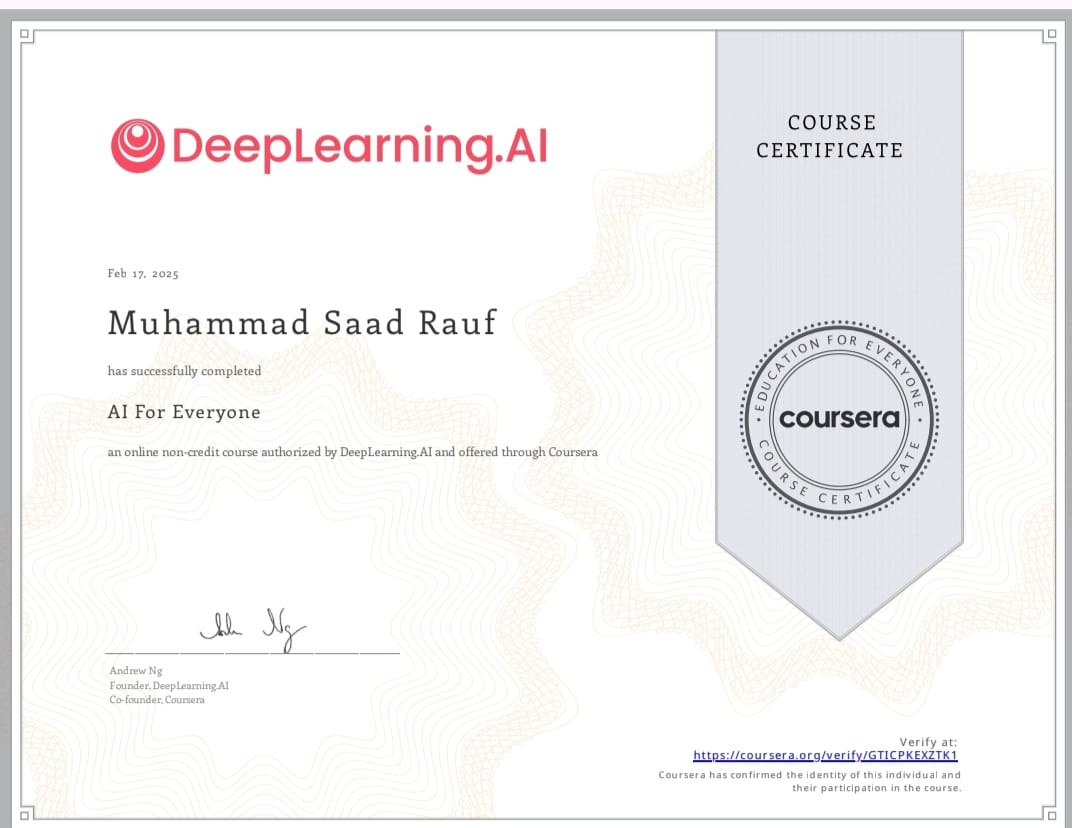 DeepLearning.AI
COURSE
CERTIFICATE
Feb 17, 2025
Muhammad Saad Rauf
has successfully completed
AI For Everyone
an online non-credit course authorized by DeepLearning.AI and offered through Coursera
EDUCATION FOR EVERYONE
coursera
COURSE CERTIFICATE
Andrew Ng
Founder, DeepLearning.AI
Co-founder, Coursera
Verify at:
https://coursera.org/verify/GTICPKEXZTK1
Coursera has confirmed the identity of this individual and
their participation in the course.